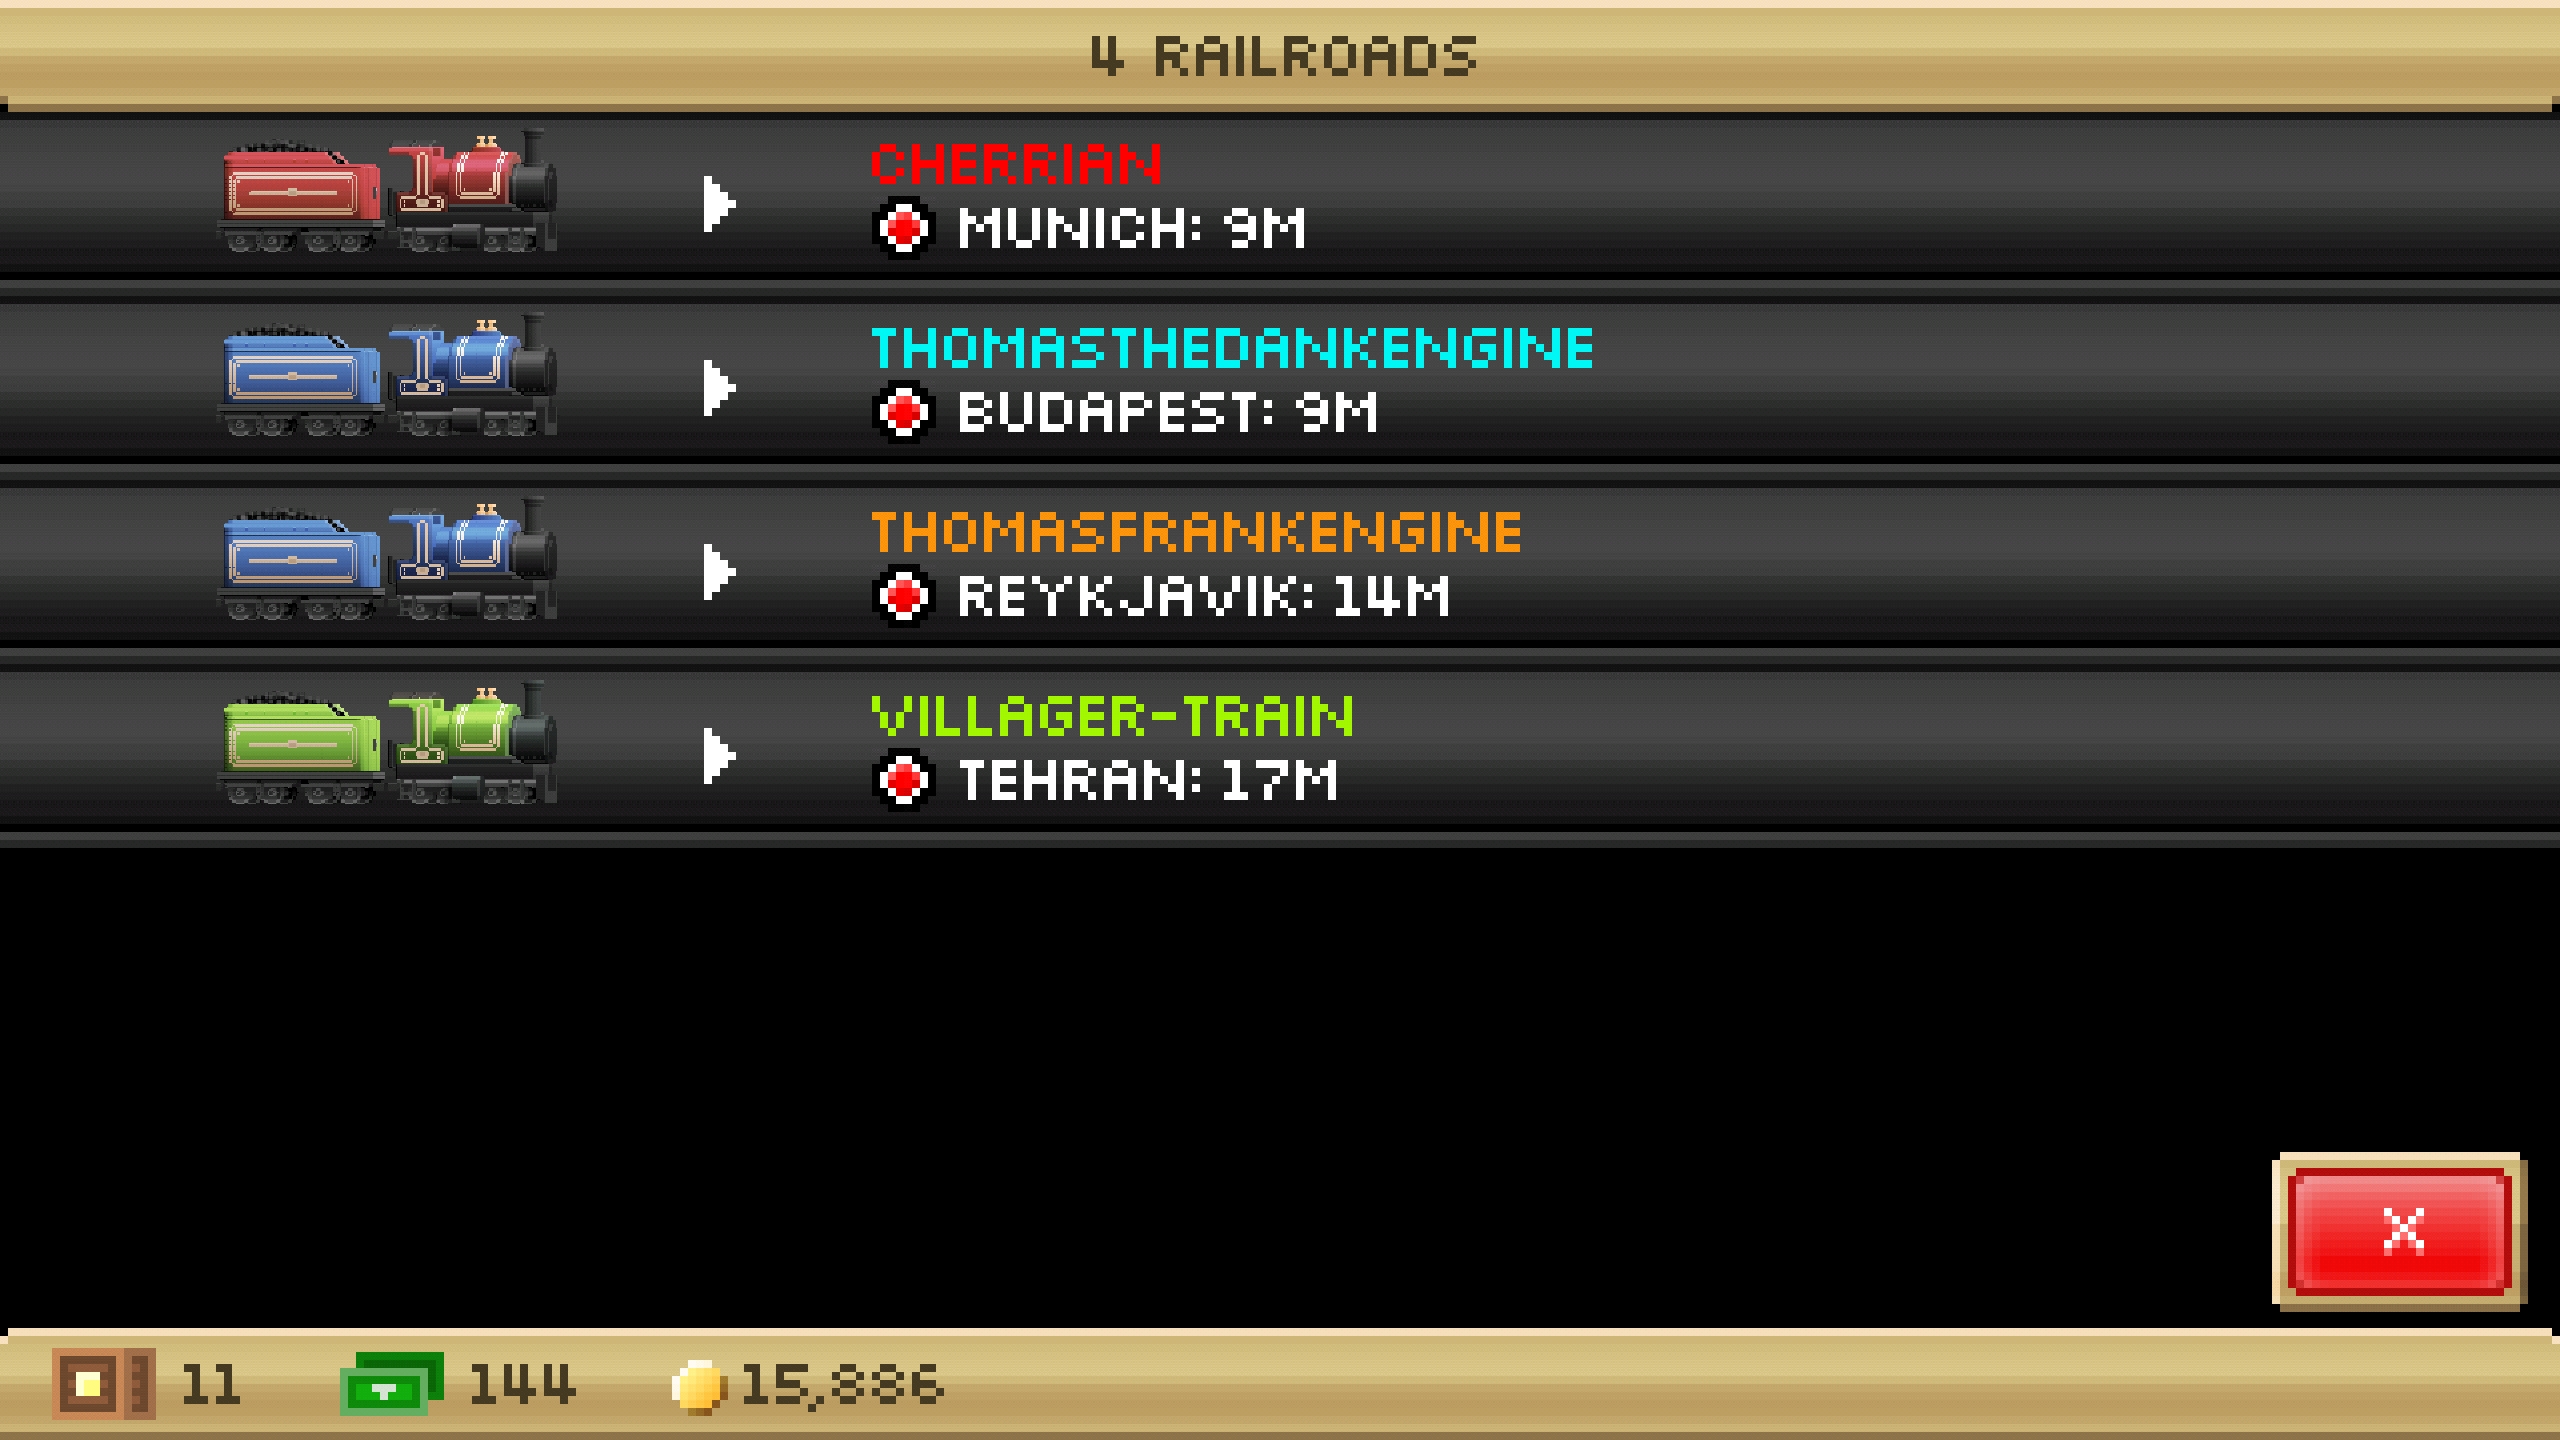 4 RAILROADS
CHERRIAN
MUNICH: 9M
THOMASTHEDANKENGINE
BUDAPEST: 9M
THOMASFRANKENGINE
REYKJAVIK: 14M
VILLAGER-TRAIN
TEHRAN: 17M
X
11 144 15,886